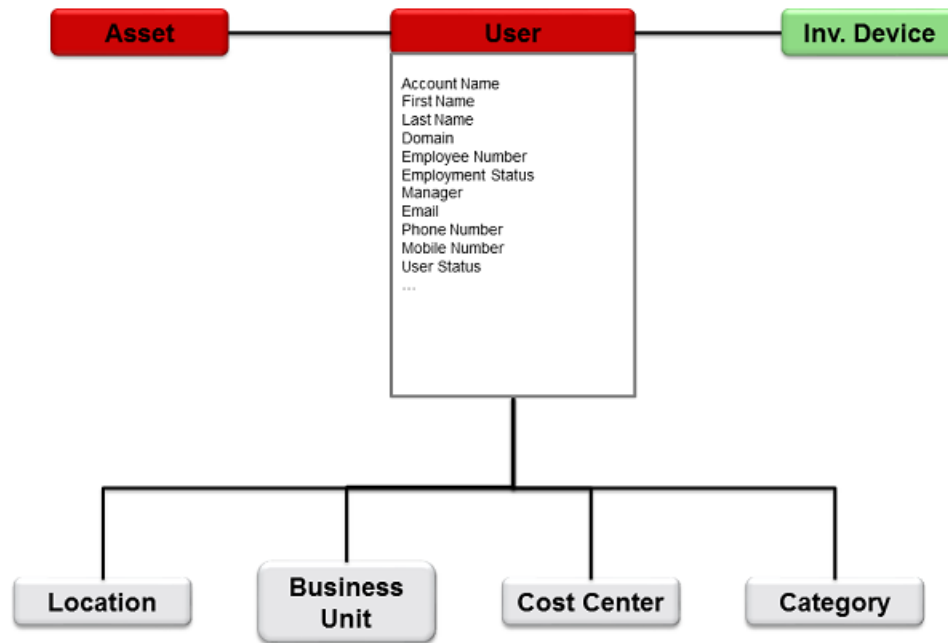 Asset
User
Inv. Device
Account Name
First Name
Last Name
Domain
Employee Number
Employment Status
Manager
Email
Phone Number
Mobile Number
User Status
...
Location
Business
Unit
Cost Center
Category